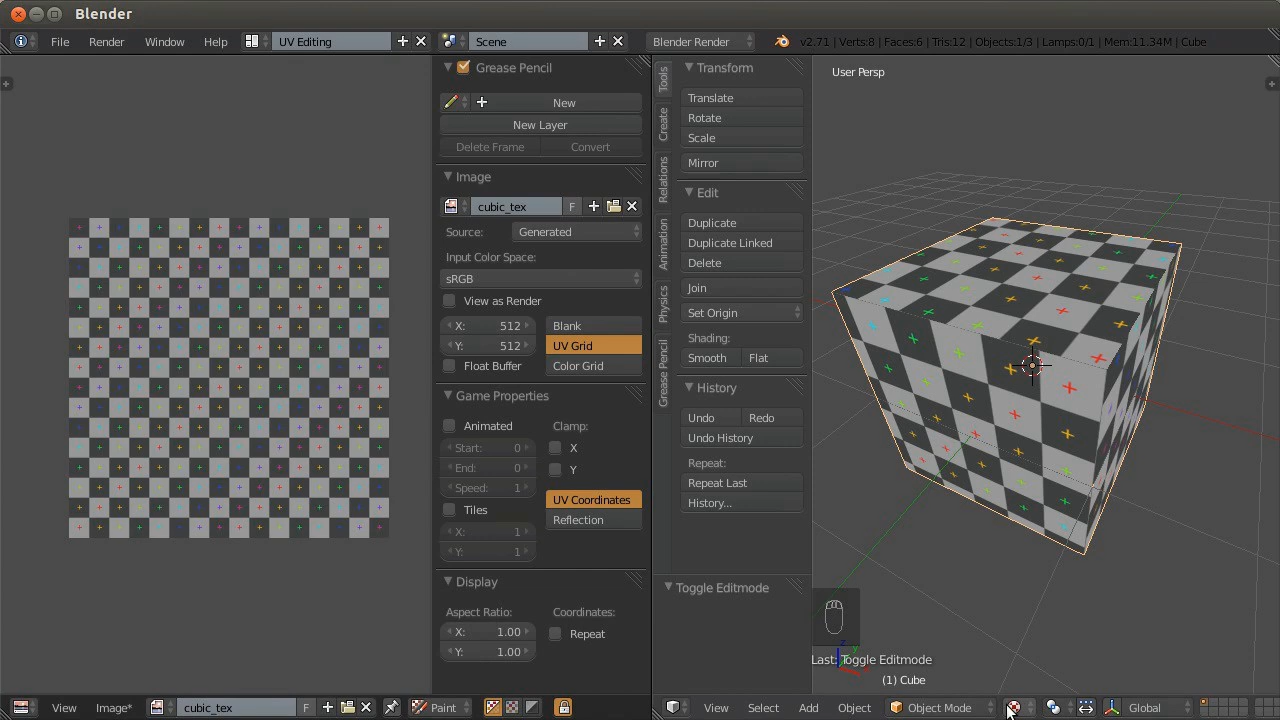 Blender
File Render Window Help UV Editing Scene Blender Render v2.71 | Verts:8 | Faces:6 | Tris:12 | Objects:1/3 | Lamps:0/1 | Mem:11.34M | Cube
Grease Pencil
New
New Layer
Delete Frame Convert
Image
cubic_tex F
Source: Generated
Input Color Space:
sRGB
View as Render
X: 512 Blank
Y: 512 UV Grid
Float Buffer Color Grid
Game Properties
Animated Clamp:
Start: 0 X
End: 0 Y
Speed: 1
UV Coordinates
Tiles Reflection
X: 1
Y: 1
Display
Aspect Ratio: Coordinates:
X: 1.00 Repeat
Y: 1.00
Tools
Create
Relations
Animation
Physics
Grease Pencil
Transform
Translate
Rotate
Scale
Mirror
Edit
Duplicate
Duplicate Linked
Delete
Join
Set Origin
Shading:
Smooth Flat
History
Undo Redo
Undo History
Repeat:
Repeat Last
History...
Toggle Editmode
User Persp
Last: Toggle Editmode
(1) Cube
View Image* cubic_tex F Paint
View Select Add Object Object Mode Global